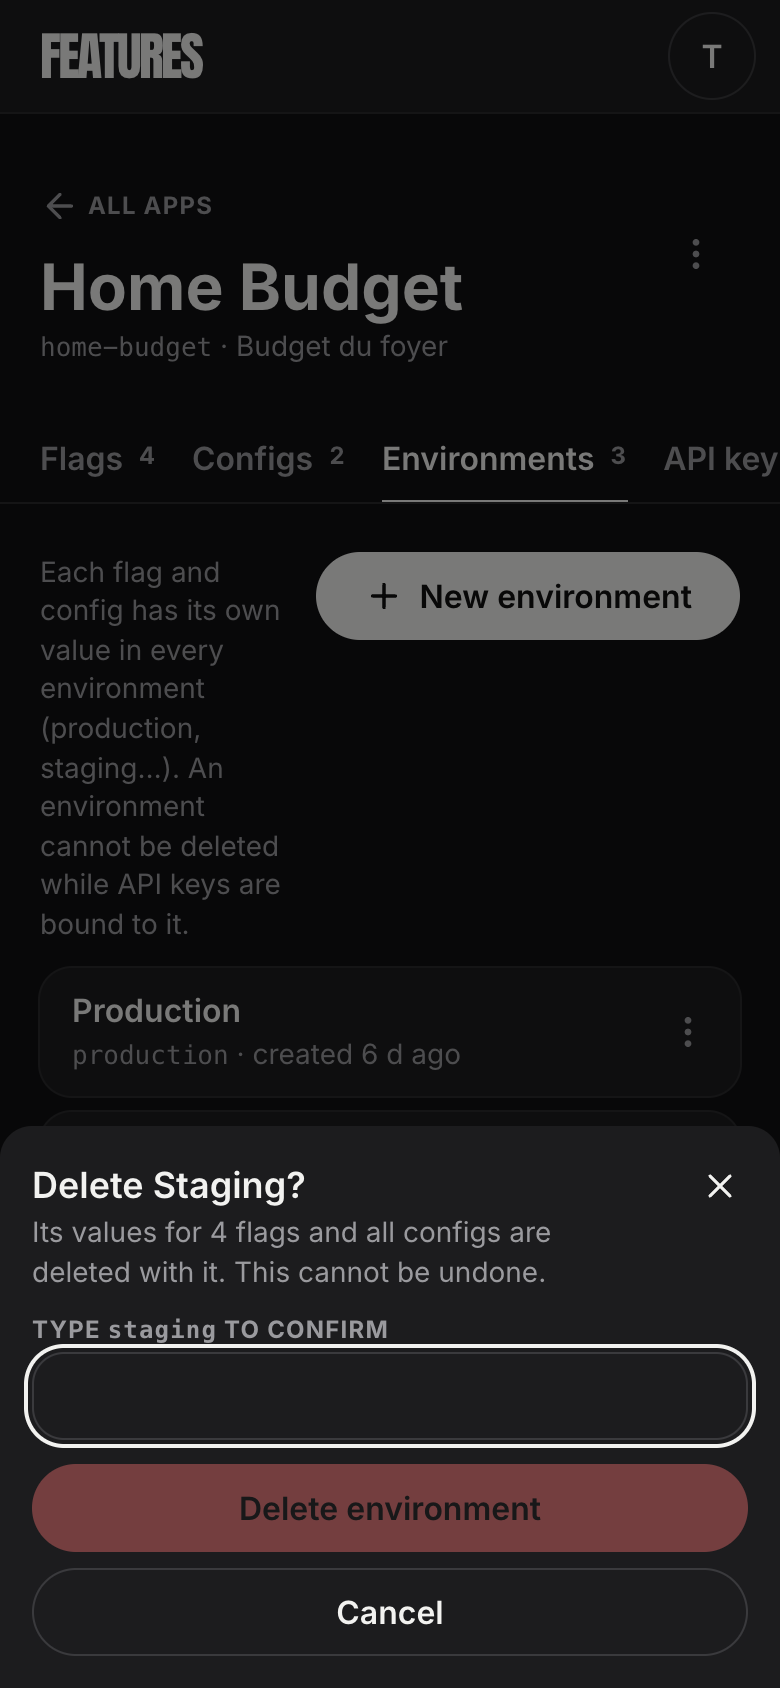 FEATURES
T
ALL APPS
Home Budget
home-budget · Budget du foyer
Flags 4 Configs 2 Environments 3 API key
Each flag and
config has its own
value in every
environment
(production,
staging...). An
environment
cannot be deleted
while API keys are
bound to it.
New environment
Production
production · created 6 d ago
Delete Staging?
Its values for 4 flags and all configs are
deleted with it. This cannot be undone.
TYPE staging TO CONFIRM
Delete environment
Cancel